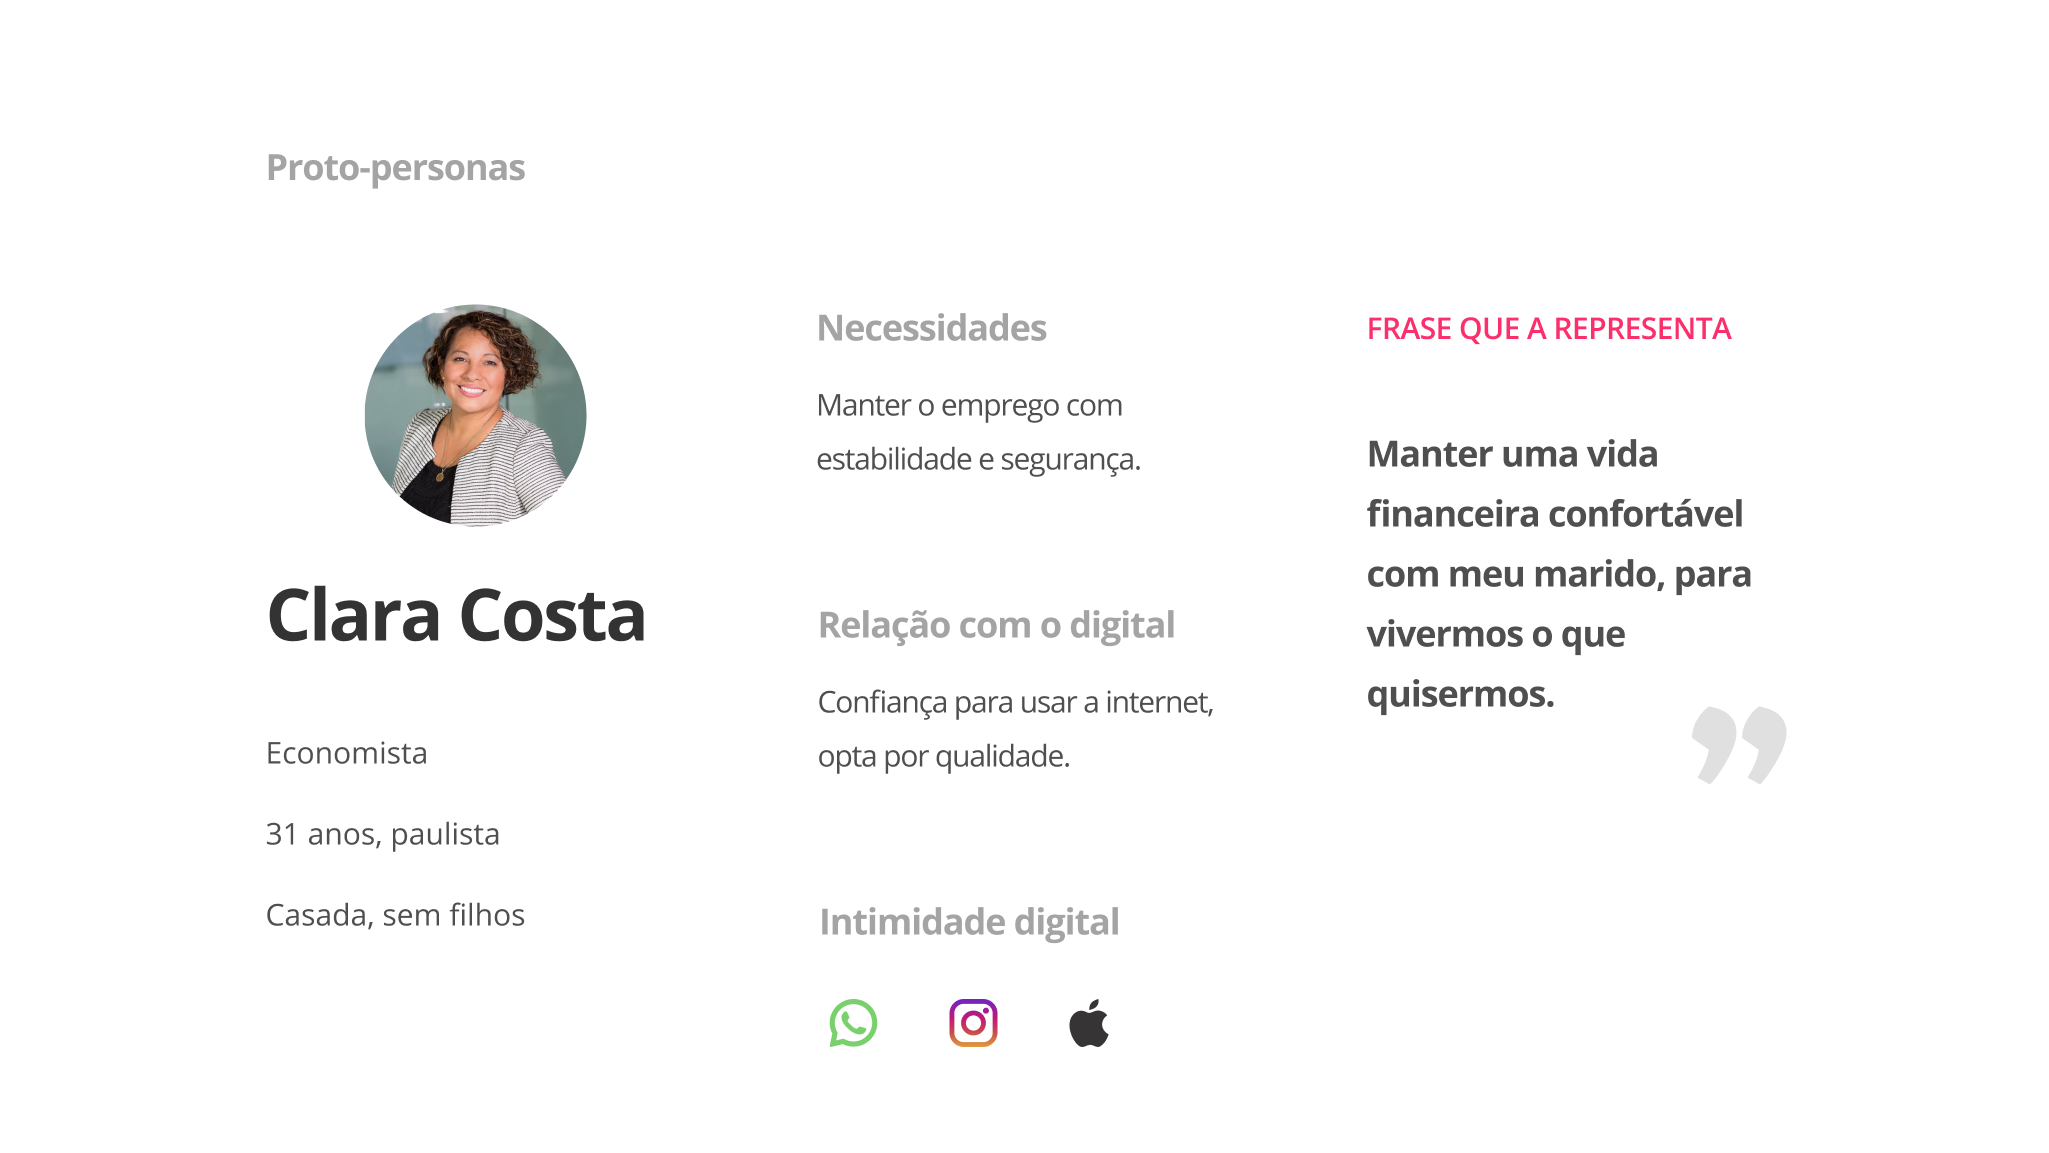 Proto-personas
Clara Costa
Economista
31 anos, paulista
Casada, sem filhos
Necessidades
Manter o emprego com
estabilidade e segurança.
Relação com o digital
Confiança para usar a internet,
opta por qualidade.
Intimidade digital
FRASE QUE A REPRESENTA
Manter uma vida
financeira confortável
com meu marido, para
vivermos o que
quisermos.
”